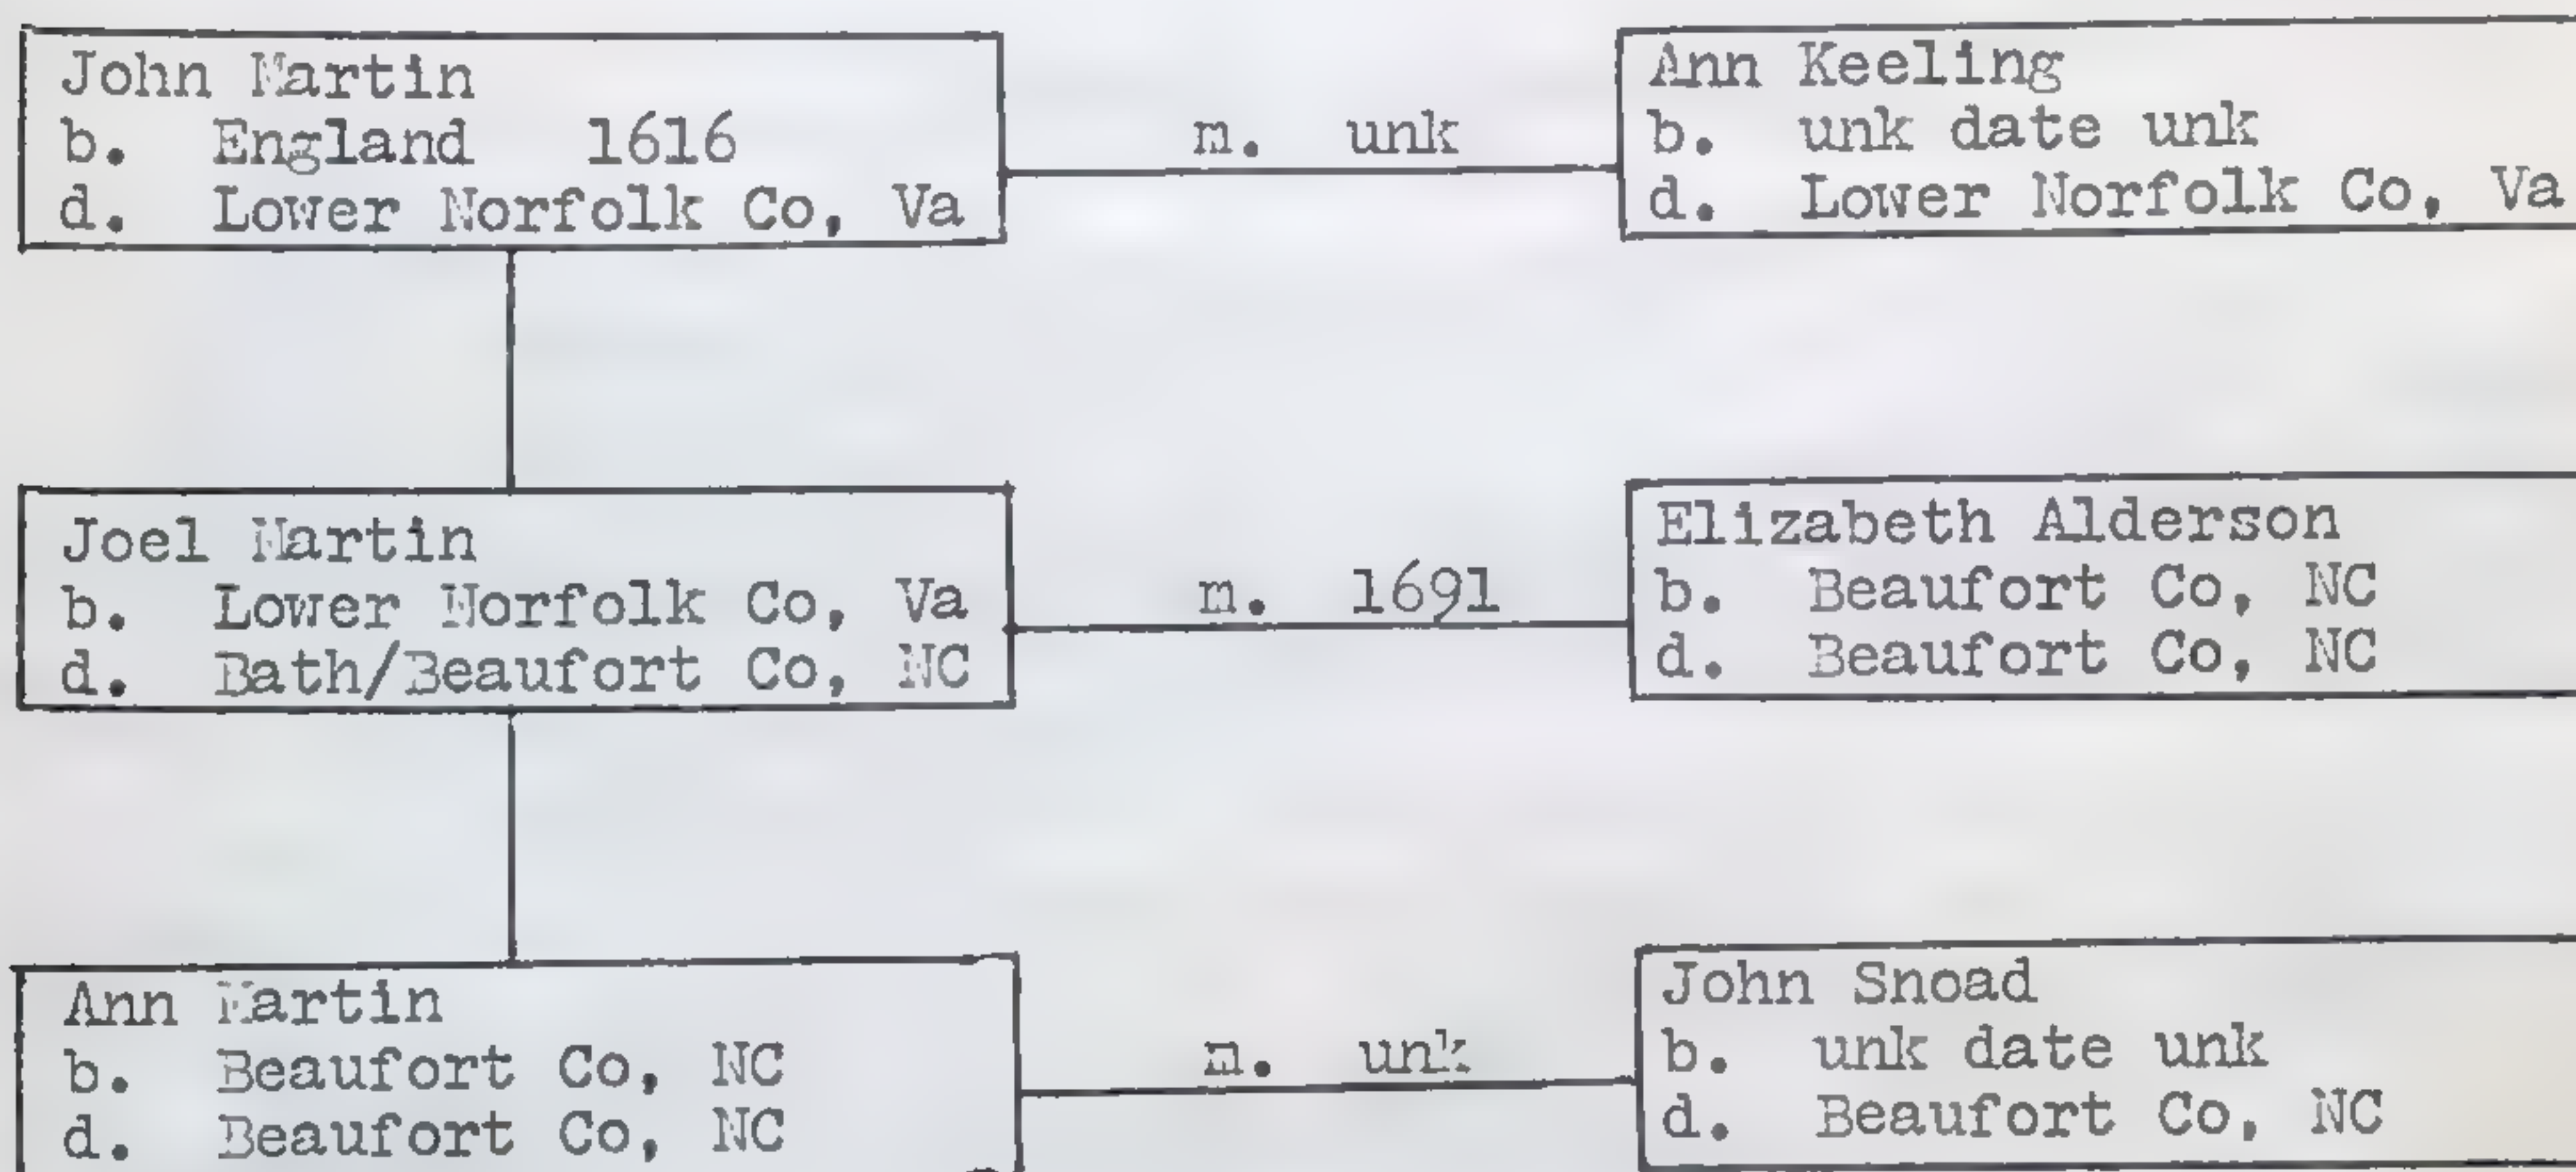 John Martin
b. England 1616
d. Lower Norfolk Co, Va
m. unk
Ann Keeling
b. unk date unk
d. Lower Norfolk Co, Va
Joel Martin
b. Lower Norfolk Co, Va
d. Bath/Beaufort Co, NC
m. 1691
Elizabeth Alderson
b. Beaufort Co, NC
d. Beaufort Co, NC
Ann Martin
b. Beaufort Co, NC
d. Beaufort Co, NC
m. unk
John Snoad
b. unk date unk
d. Beaufort Co, NC